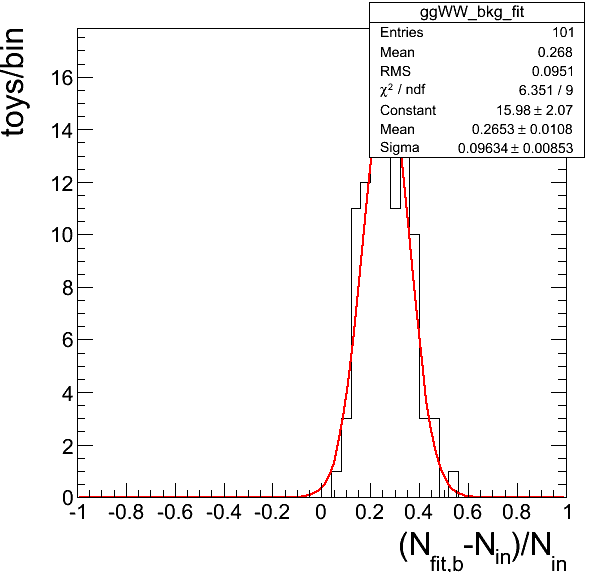 ggWW_bkg_fit
Entries 101
Mean 0.268
RMS 0.0951
χ² / ndf 6.351 / 9
Constant 15.98 ± 2.07
Mean 0.2653 ± 0.0108
Sigma 0.09634 ± 0.00853
toys/bin
16
14
12
10
8
6
4
2
0
-1 -0.8 -0.6 -0.4 -0.2 0 0.2 0.4 0.6 0.8 1
(N_fit,b-N_in)/N_in